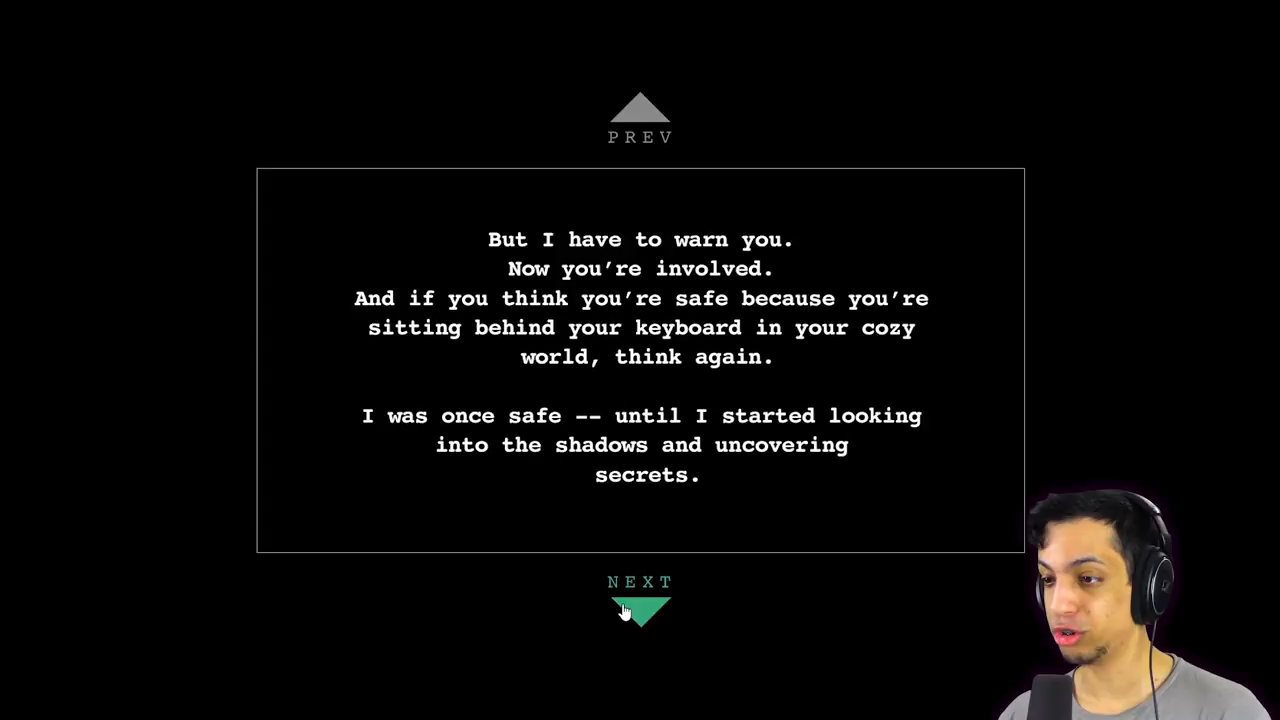 PREV
But I have to warn you.
Now you’re involved.
And if you think you’re safe because you’re
sitting behind your keyboard in your cozy
world, think again.
I was once safe -- until I started looking
into the shadows and uncovering
secrets.
NEXT